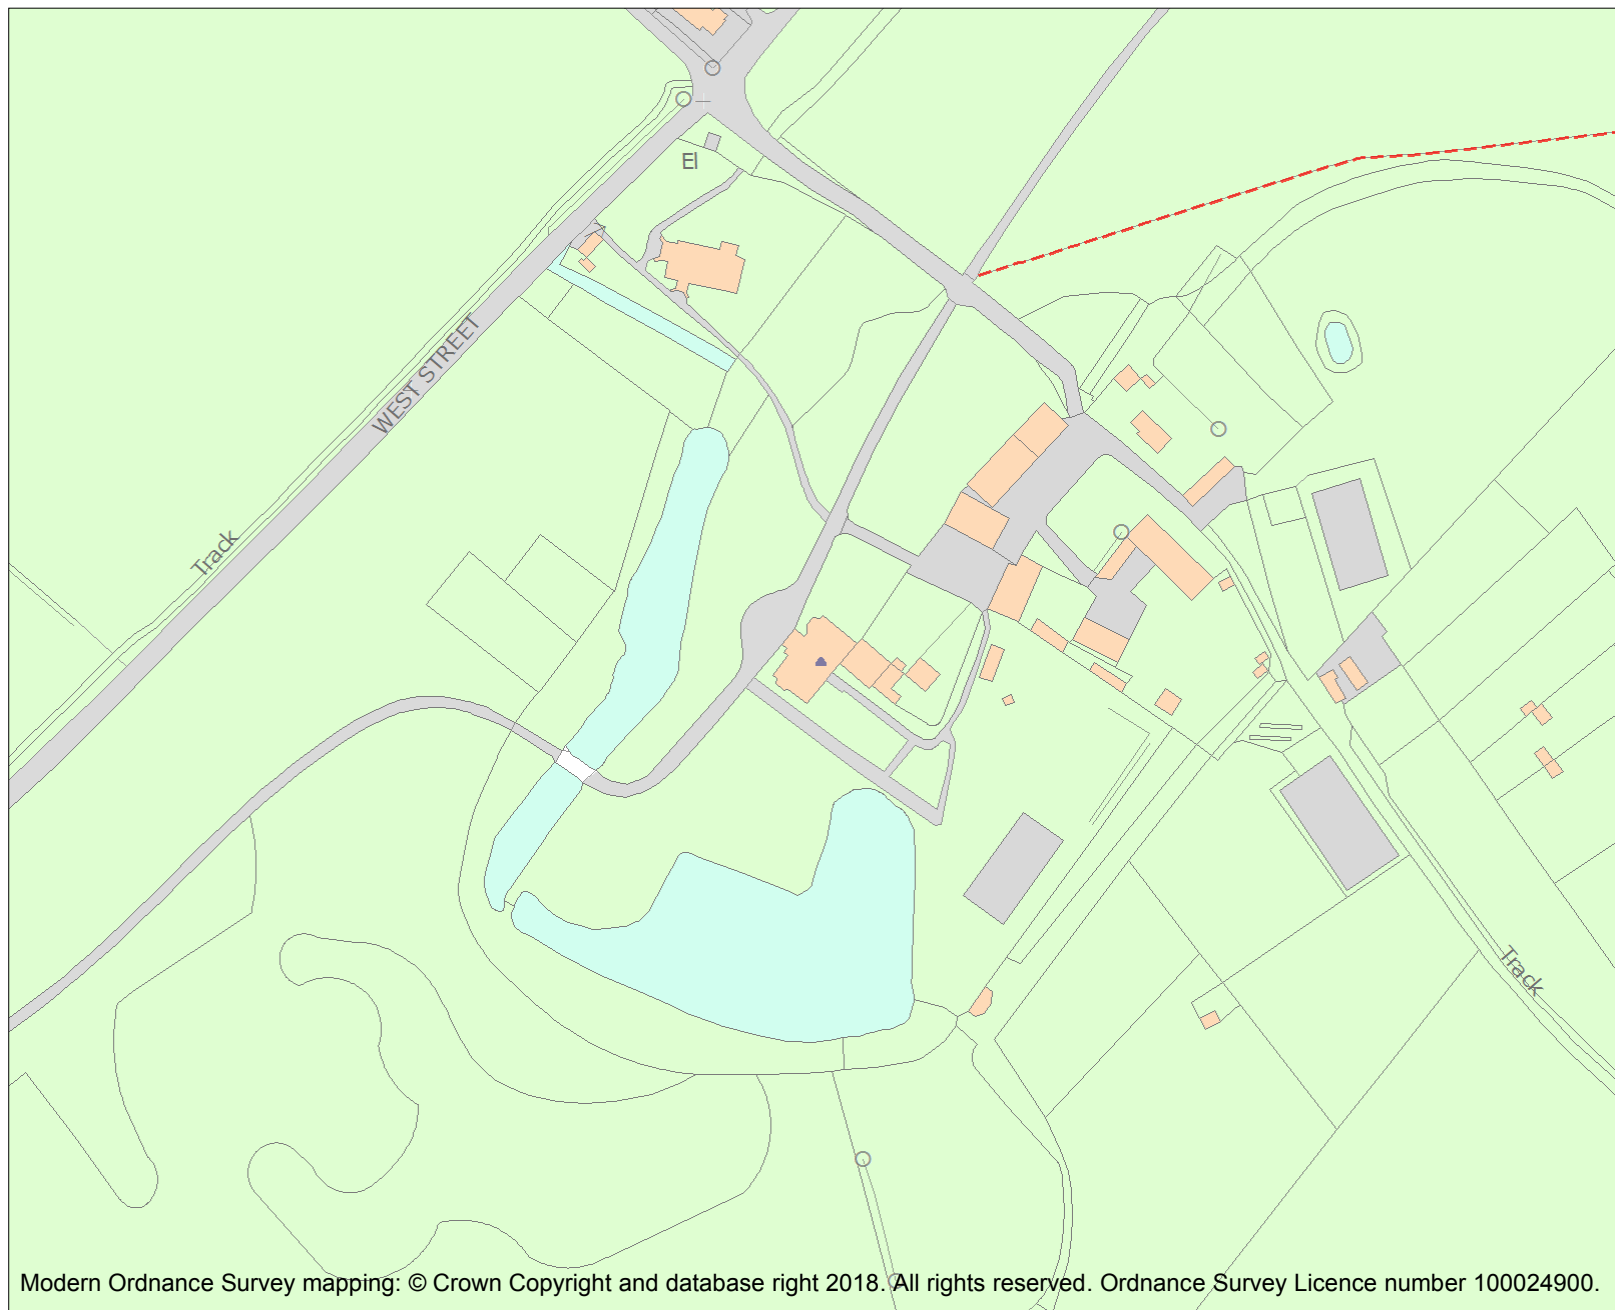 El
WEST STREET
Track
Track
Modern Ordnance Survey mapping: © Crown Copyright and database right 2018. All rights reserved. Ordnance Survey Licence number 100024900.